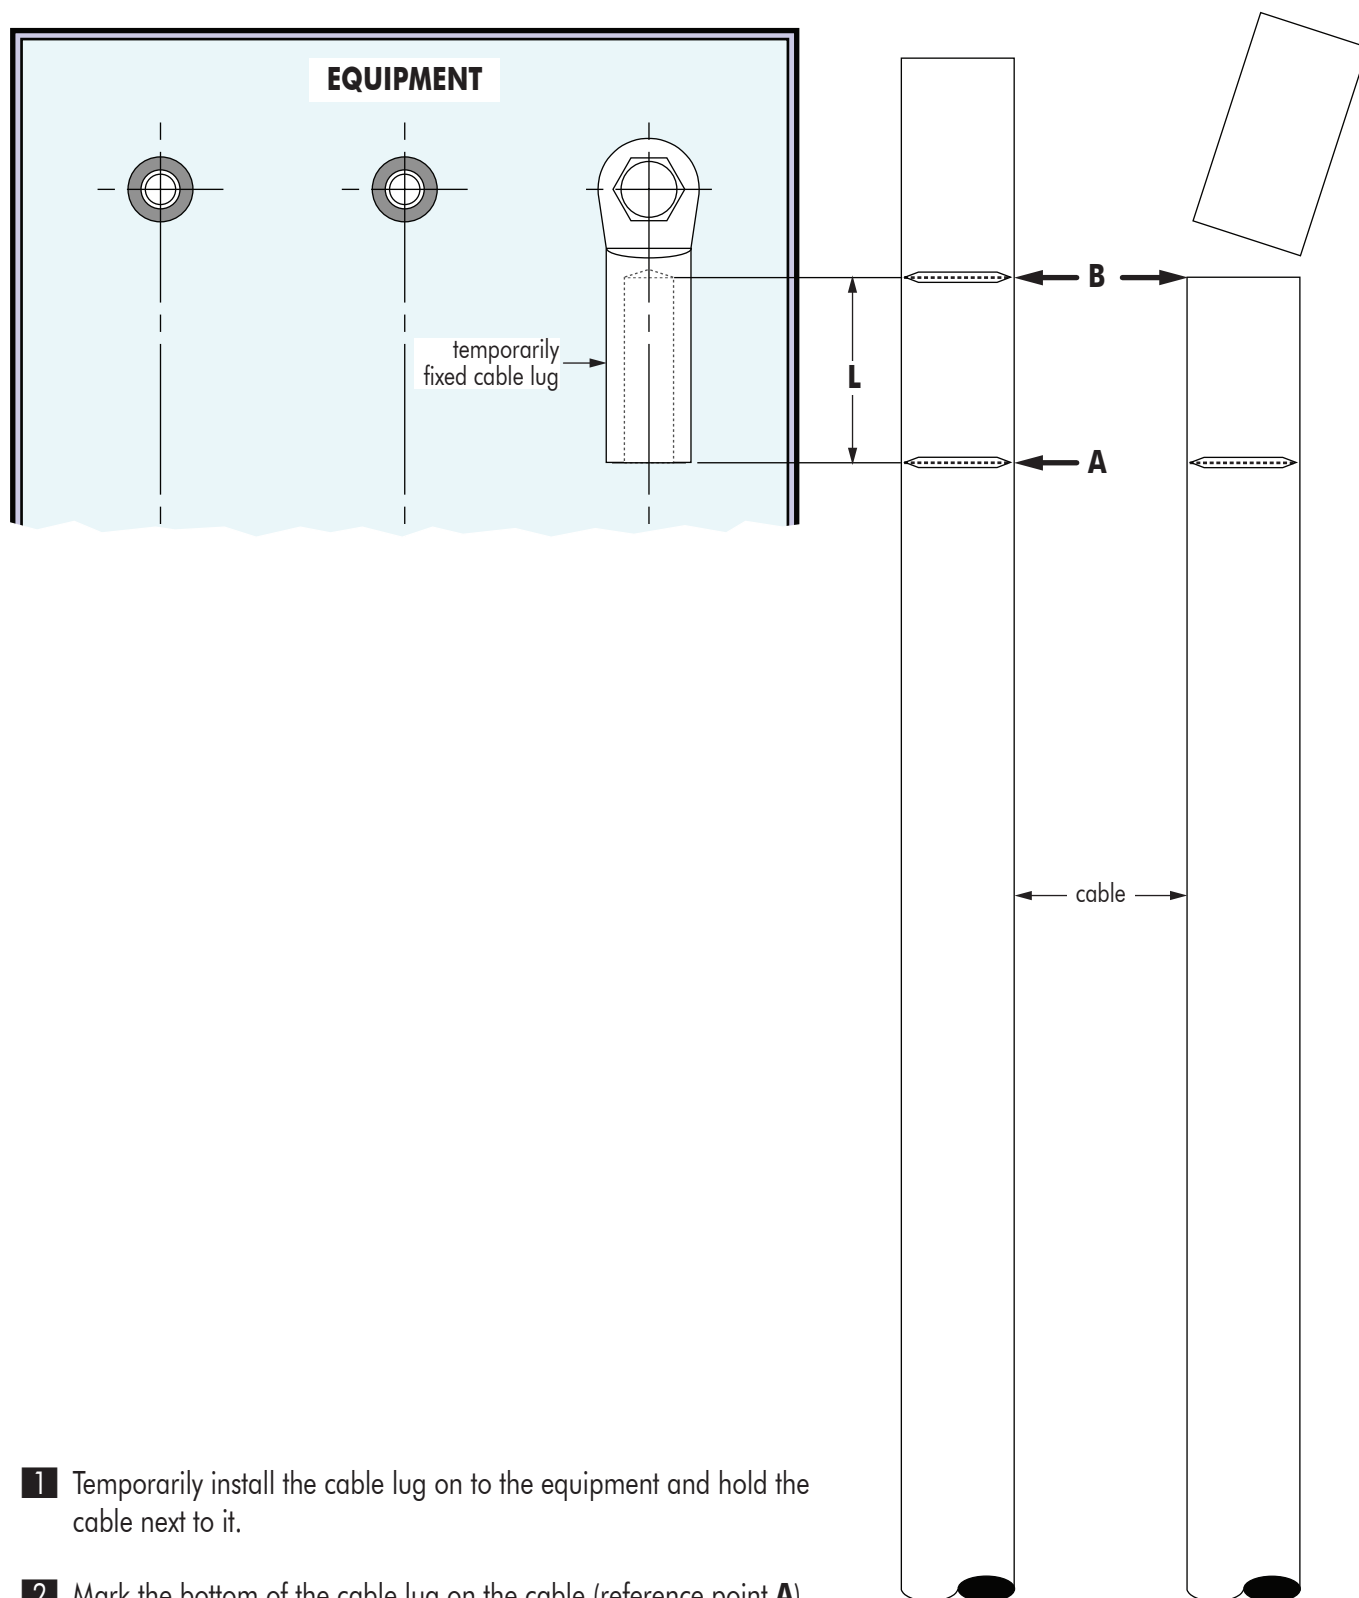 EQUIPMENT
temporarily
fixed cable lug
B
L
A
cable
1 Temporarily install the cable lug on to the equipment and hold the
cable next to it.
2 Mark the bottom of the cable lug on the cable (reference point A)